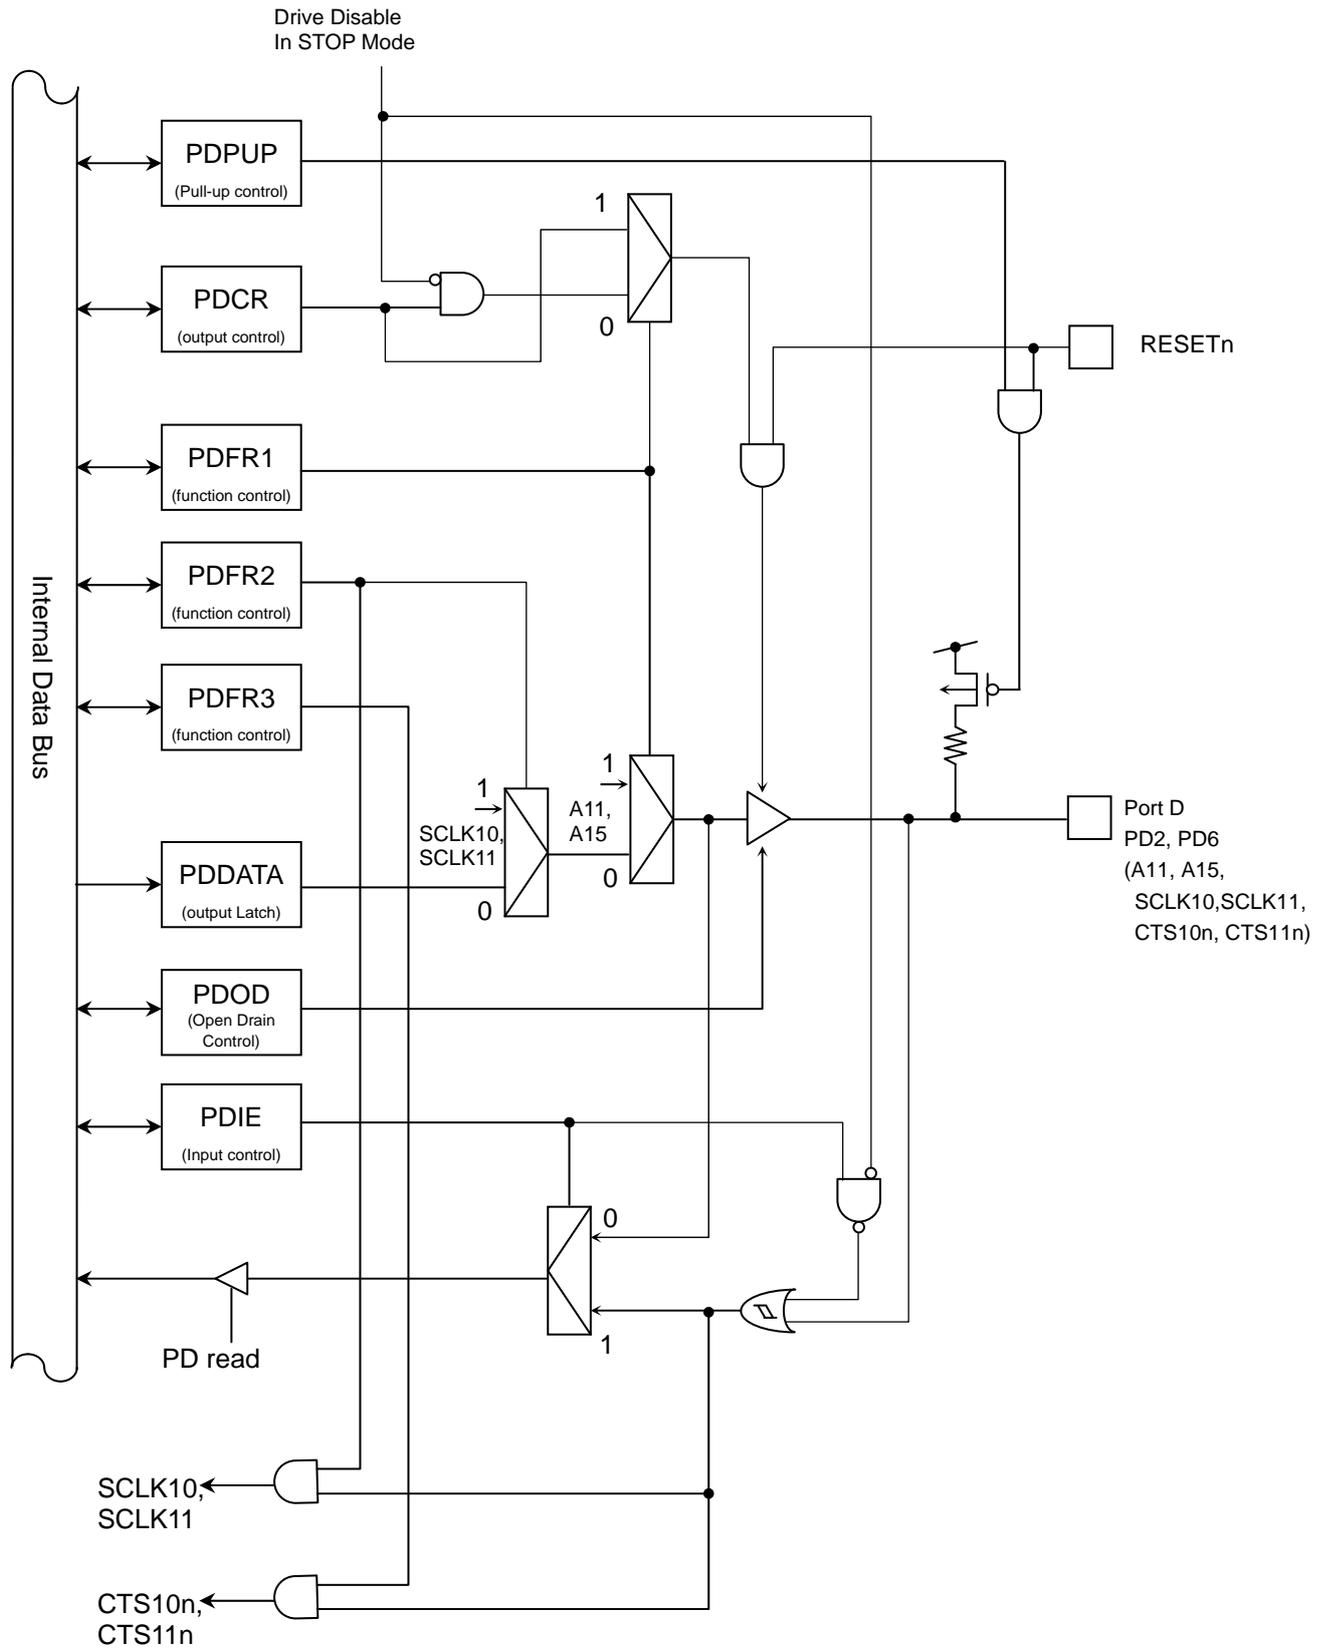 Drive Disable
In STOP Mode
PDPUP
(Pull-up control)
1
PDCR
(output control)
0
RESETn
PDFR1
(function control)
PDFR2
(function control)
Internal Data Bus
PDFR3
(function control)
1
1
SCLK10,
SCLK11
A11,
A15
PDDATA
(output Latch)
0
0
Port D
PD2, PD6
(A11, A15,
SCLK10,SCLK11,
CTS10n, CTS11n)
PDOD
(Open Drain
Control)
PDIE
(Input control)
0
1
PD read
SCLK10,
SCLK11
CTS10n,
CTS11n